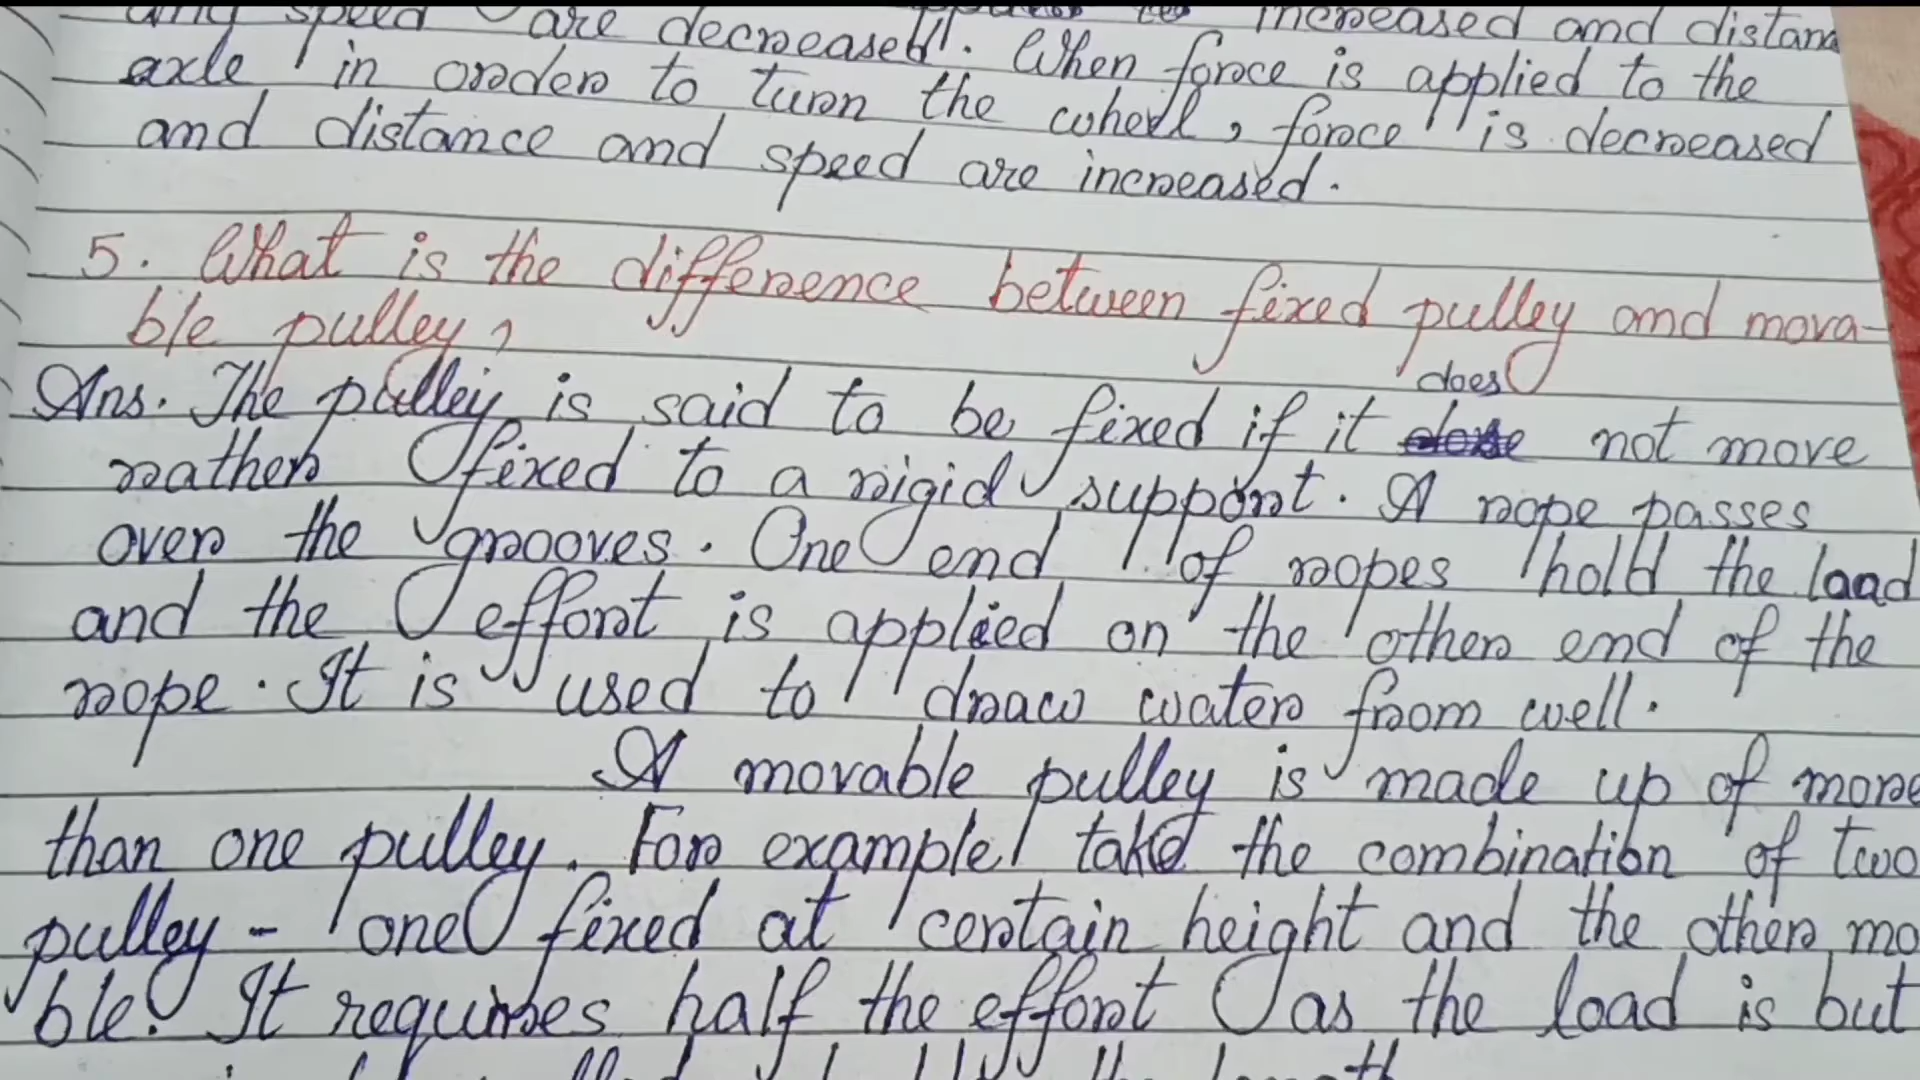 speed are decreased. increased and distan
axle in order to turn the wheel, When force is applied to the
and distance and speed are increased. force is decreased
5. What is the difference between fixed pulley and mova-
ble pulley?
Ans. The pulley is said to be fixed if it does not move
rather fixed to a rigid support. A rope passes
over the grooves. One end of ropes hold the load
and the effort is applied on the other end of the
rope. It is used to draw water from well.
A movable pulley is made up of more
than one pulley. For example take the combination of two
pulley - one fixed at certain height and the other mo
ble. It requires half the effort as the load is but
the length